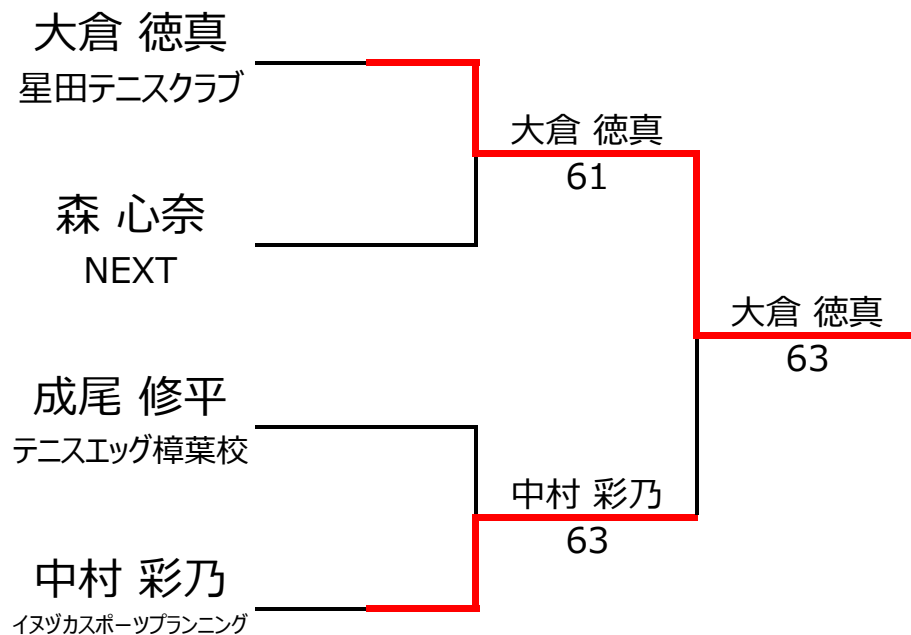 大倉 徳真
星田テニスクラブ
大倉 徳真
61
森 心奈
NEXT
大倉 徳真
63
成尾 修平
テニスエッグ樟葉校
中村 彩乃
63
中村 彩乃
イヌヅカスポーツプランニング